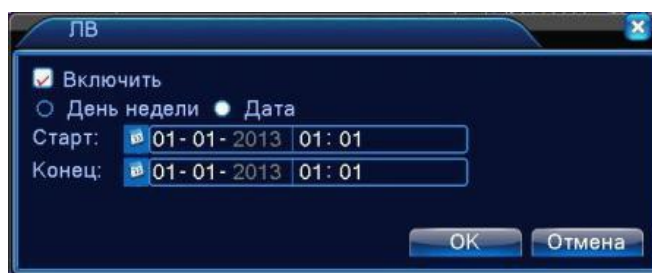 ЛВ
Включить
День недели Дата
Старт: 01-01-2013 01:01
Конец: 01-01-2013 01:01
OK Отмена